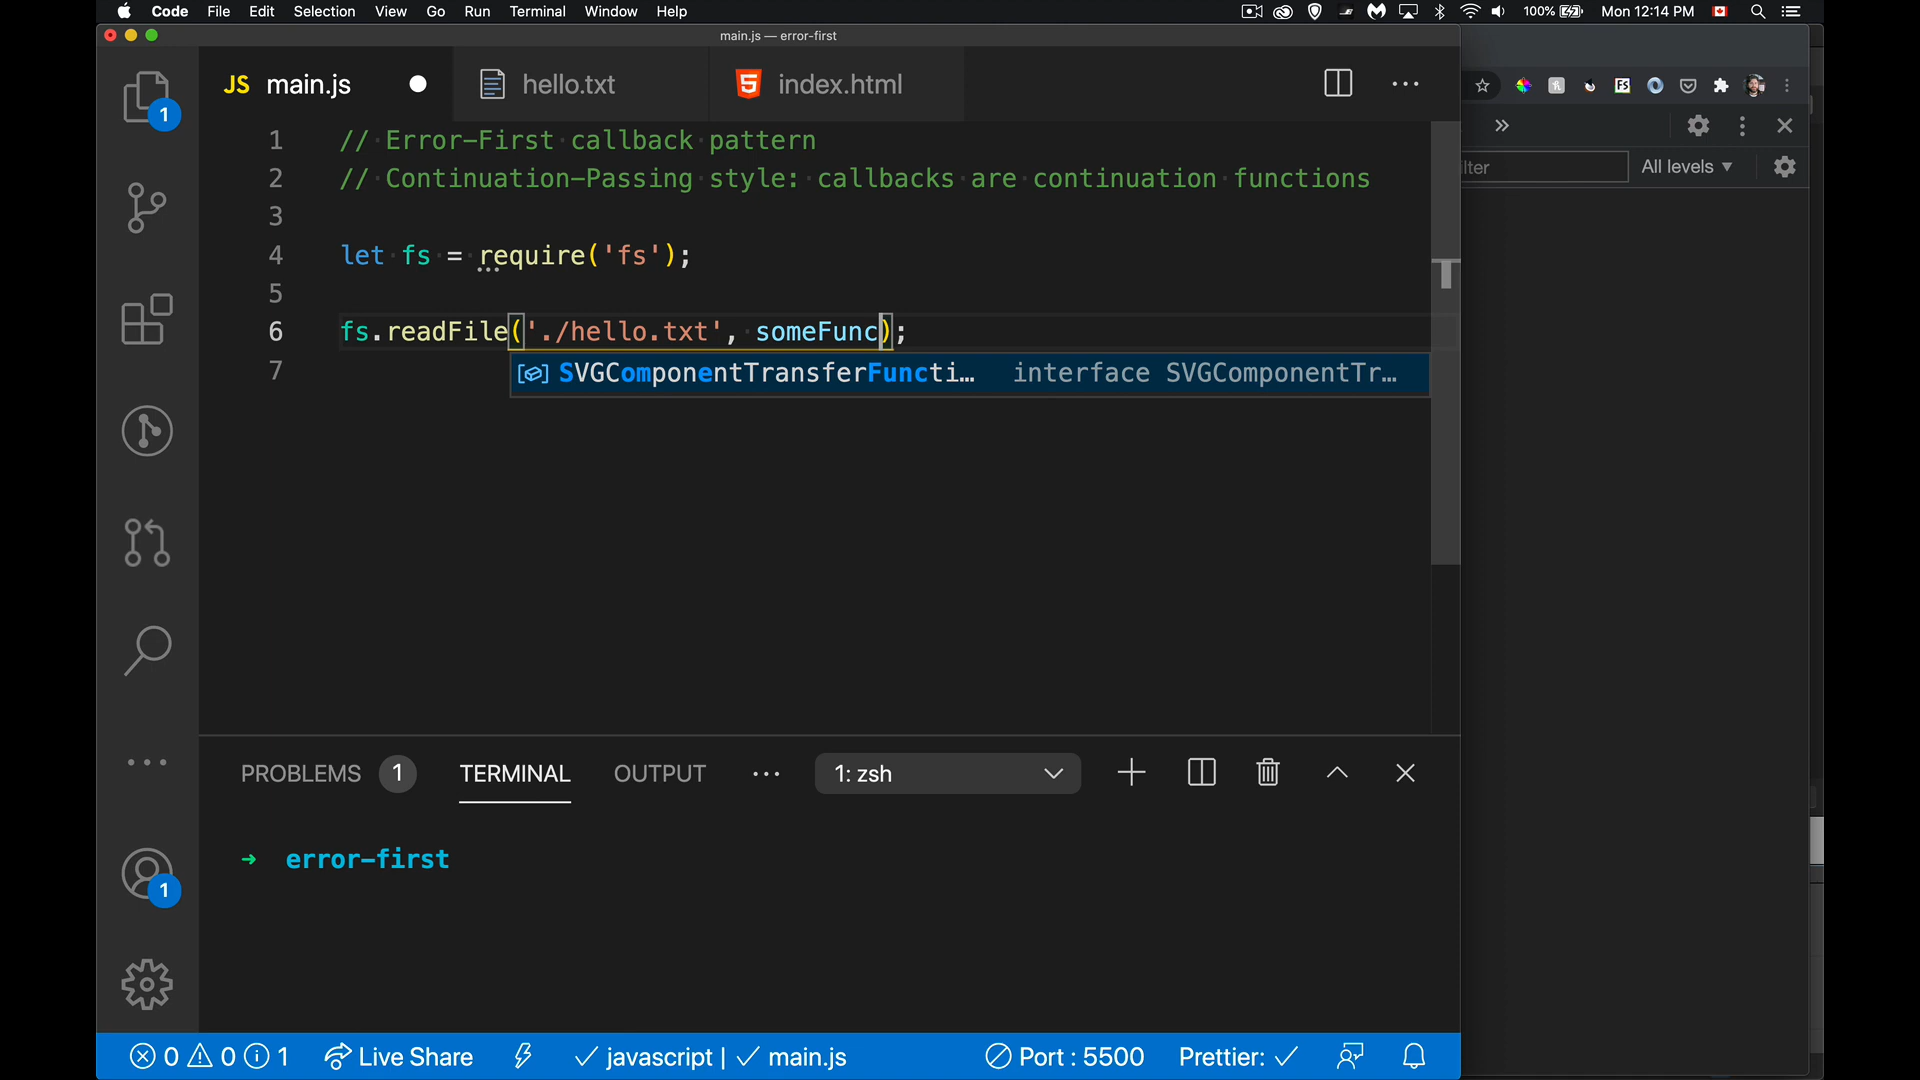 Code File Edit Selection View Go Run Terminal Window Help 100% Mon 12:14 PM
main.js — error-first
JS main.js hello.txt index.html
1 // Error-First callback pattern
2 // Continuation-Passing style: callbacks are continuation functions
3
4 let fs = require('fs');
5
6 fs.readFile('./hello.txt', someFunc);
7
SVGComponentTransferFuncti… interface SVGComponentTr…
All levels
1
1
PROBLEMS 1 TERMINAL OUTPUT 1: zsh
➜ error-first
0 0 1 Live Share javascript | main.js Port : 5500 Prettier: